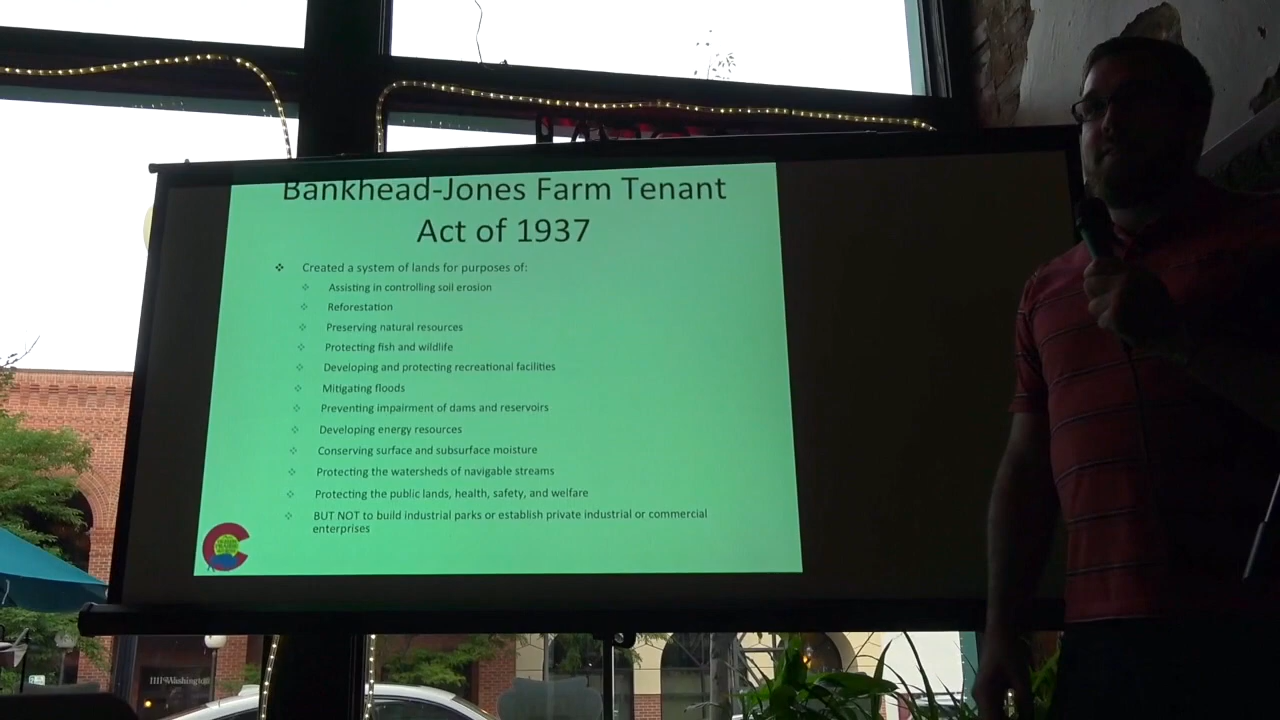 Bankhead-Jones Farm Tenant
Act of 1937
Created a system of lands for purposes of:
Assisting in controlling soil erosion
Reforestation
Preserving natural resources
Protecting fish and wildlife
Developing and protecting recreational facilities
Mitigating floods
Preventing impairment of dams and reservoirs
Developing energy resources
Conserving surface and subsurface moisture
Protecting the watersheds of navigable streams
Protecting the public lands, health, safety, and welfare
BUT NOT to build industrial parks or establish private industrial or commercial
enterprises
1111 Washington